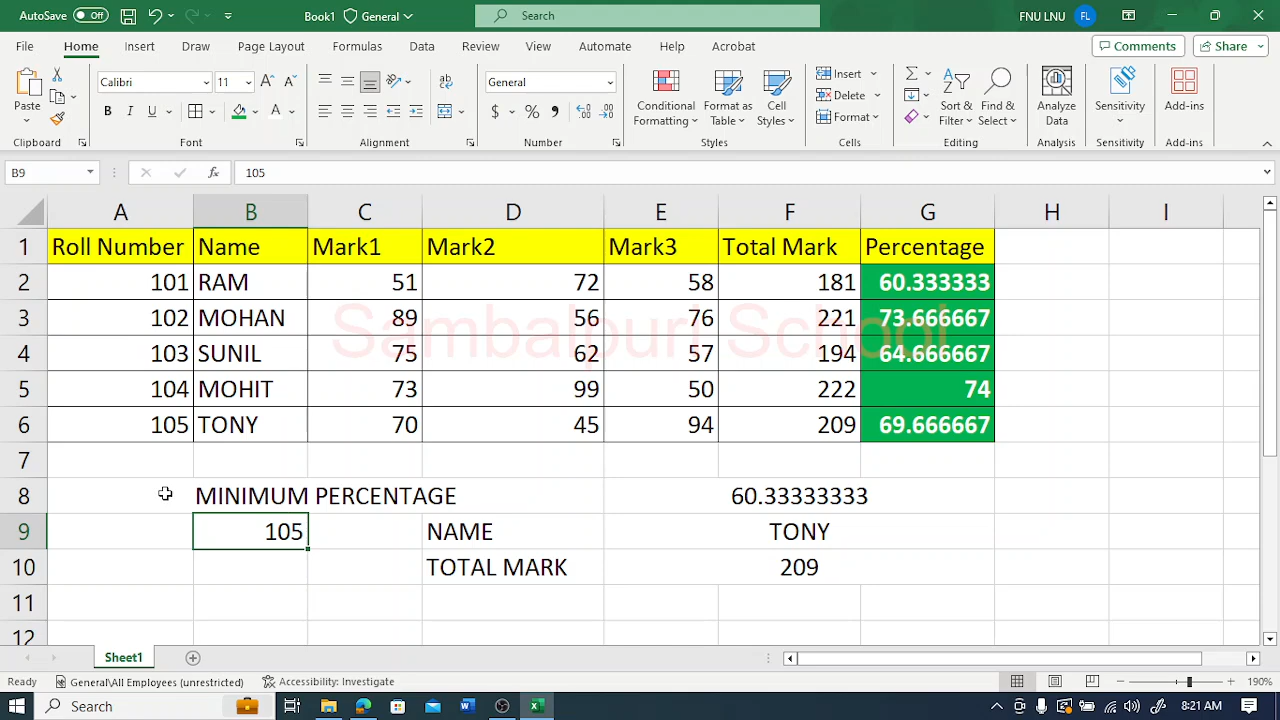 AutoSave Off Book1 General Search FNU LNU FL
File Home Insert Draw Page Layout Formulas Data Review View Automate Help Acrobat Comments Share
Paste Calibri 11 General Conditional Formatting Format as Table Cell Styles Insert Delete Format Sort & Filter Find & Select Analyze Data Sensitivity Add-ins
Clipboard Font Alignment Number Styles Cells Editing Analysis Sensitivity Add-ins
B9 fx 105
A B C D E F G H I
1 Roll Number Name Mark1 Mark2 Mark3 Total Mark Percentage
2 101 RAM 51 72 58 181 60.333333
3 102 MOHAN 89 56 76 221 73.666667
Sambalpuri School
4 103 SUNIL 75 62 57 194 64.666667
5 104 MOHIT 73 99 50 222 74
6 105 TONY 70 45 94 209 69.666667
7
8 MINIMUM PERCENTAGE 60.33333333
9 105 NAME TONY
10 TOTAL MARK 209
11
12
Sheet1
Ready General\All Employees (unrestricted) Accessibility: Investigate 190%
Search 8:21 AM